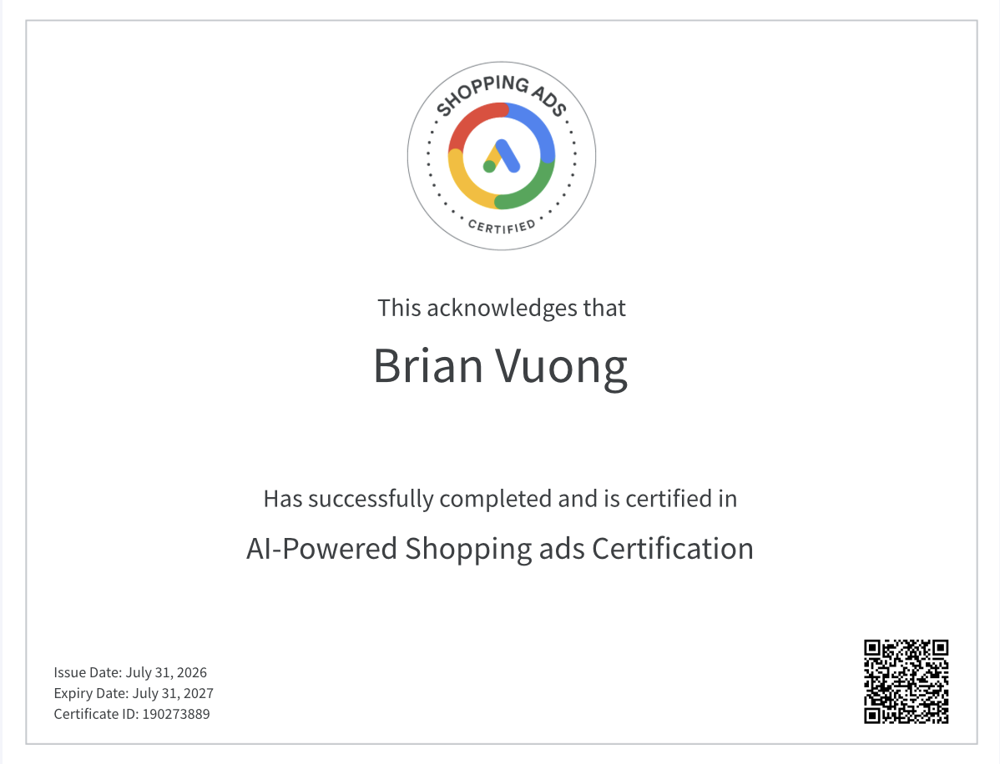 SHOPPING ADS
CERTIFIED
This acknowledges that
Brian Vuong
Has successfully completed and is certified in
AI-Powered Shopping ads Certification
Issue Date: July 31, 2026
Expiry Date: July 31, 2027
Certificate ID: 190273889